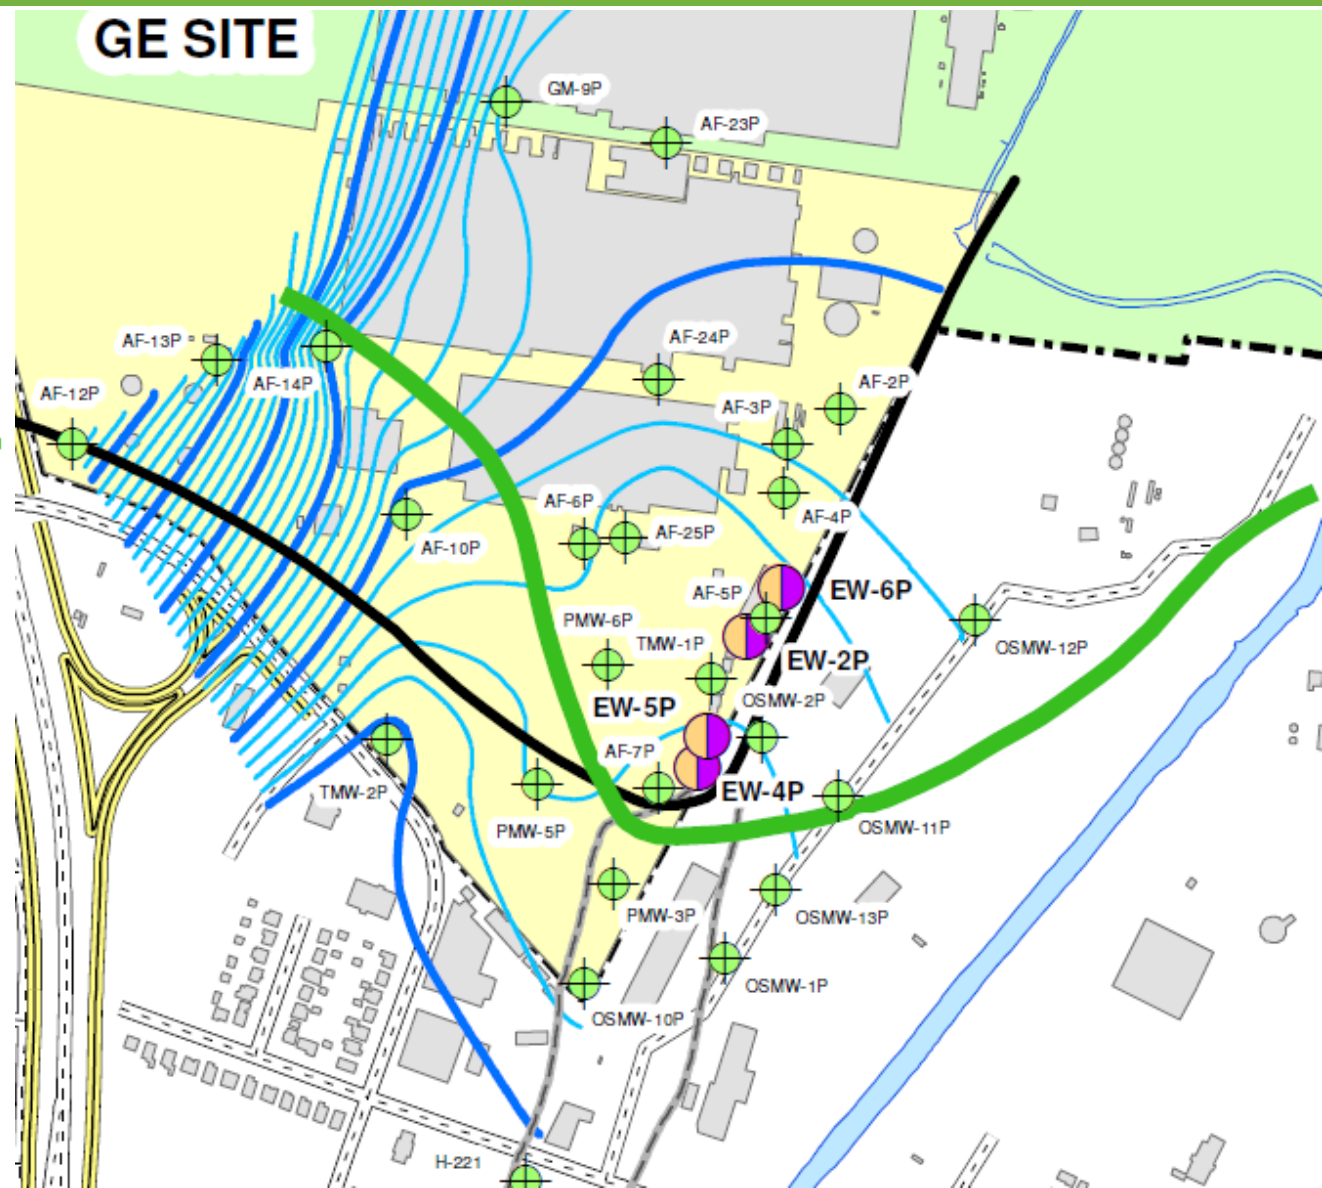 GE SITE
GM-9P
AF-23P
AF-13P
AF-24P
AF-14P
AF-12P
AF-2P
AF-3P
AF-6P
AF-4P
AF-25P
AF-10P
AF-5P
EW-6P
PMW-6P
TMW-1P
OSMW-12P
EW-2P
OSMW-2P
EW-5P
AF-7P
TMW-2P
EW-4P
PMW-5P
OSMW-11P
PMW-3P
OSMW-13P
OSMW-1P
OSMW-10P
H-221